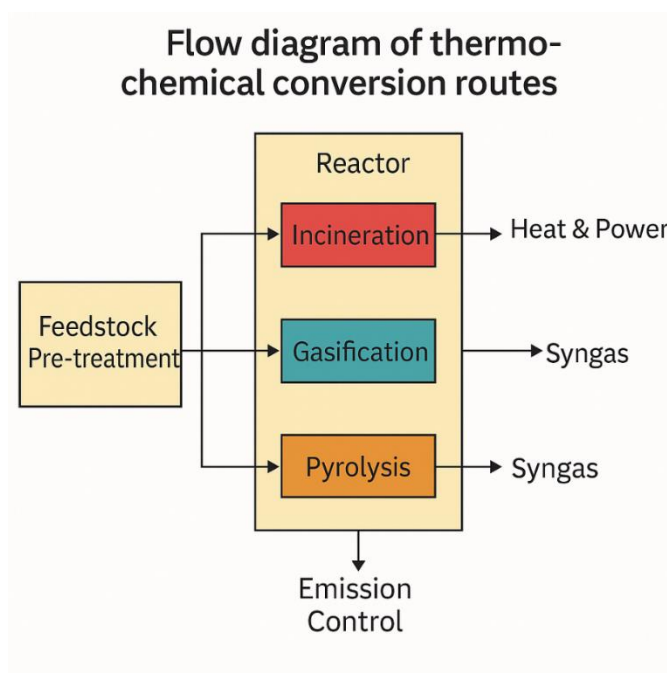 Flow diagram of thermo-
chemical conversion routes
Reactor
Incineration
Heat & Power
Feedstock
Pre-treatment
Gasification
Syngas
Pyrolysis
Syngas
Emission
Control